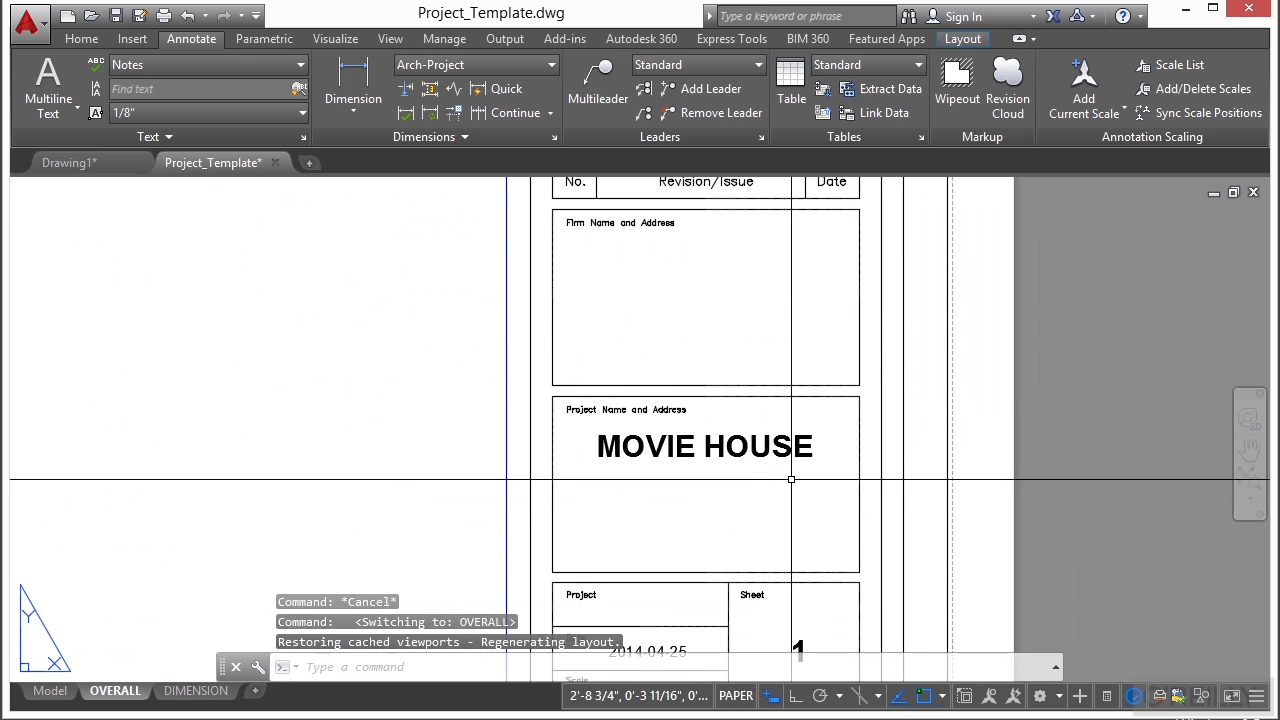 Project_Template.dwg
Type a keyword or phrase
Sign In
Home Insert Annotate Parametric Visualize View Manage Output Add-ins Autodesk 360 Express Tools BIM 360 Featured Apps Layout
A
Multiline
Text
ABC
Notes
Find text
1/8"
Text
Dimension
Arch-Project
Quick
Continue
Dimensions
Multileader
Standard
Add Leader
Remove Leader
Leaders
Table
Standard
Extract Data
Link Data
Tables
Wipeout
Revision
Cloud
Markup
Add
Current Scale
Scale List
Add/Delete Scales
Sync Scale Positions
Annotation Scaling
Drawing1*
Project_Template*
No. Revision/Issue Date
Firm Name and Address
Project Name and Address
MOVIE HOUSE
Project
Sheet
2014-04-25
1
Scale
Y
X
Command: *Cancel*
Command: <Switching to: OVERALL>
Restoring cached viewports - Regenerating layout.
Type a command
Model OVERALL DIMENSION
2'-8 3/4", 0'-3 11/16", 0'...
PAPER